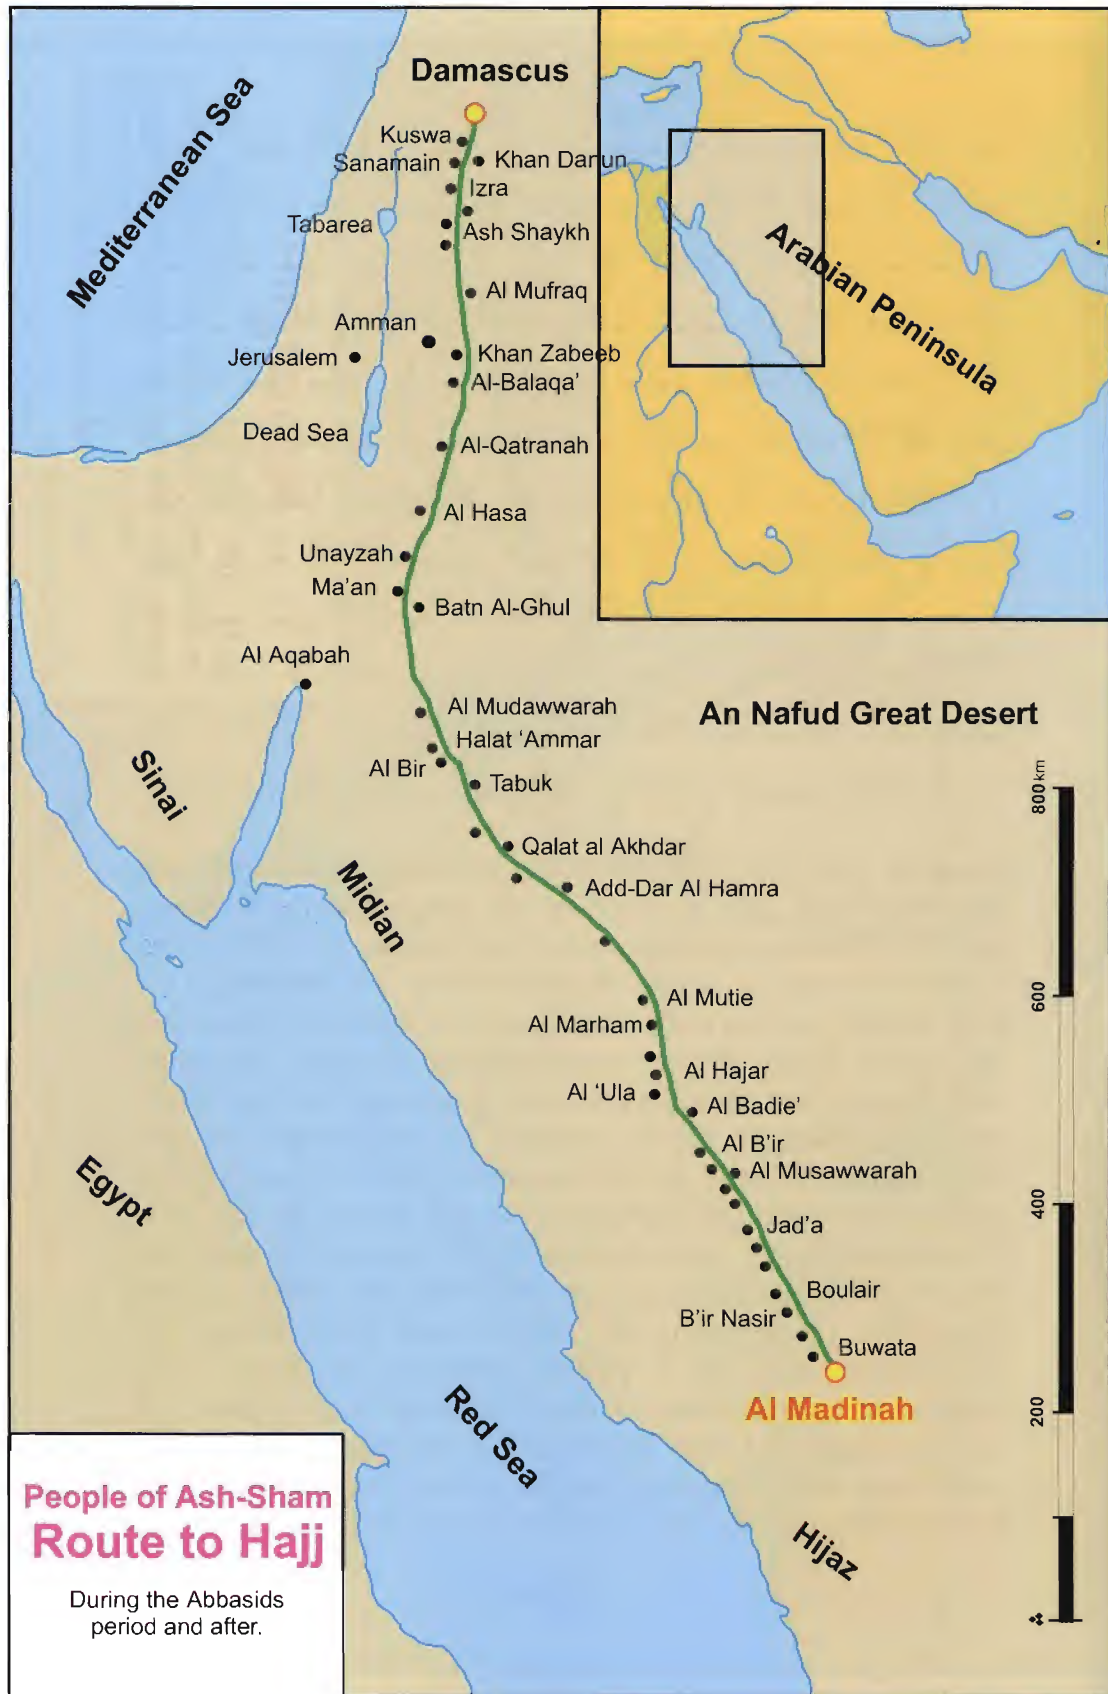 Damascus
Mediterranean Sea
Kuswa
Sanamain
Khan Danun
Izra
Tabarea
Ash Shaykh
Al Mufraq
Amman
Jerusalem
Khan Zabeeb
Al-Balaqa'
Dead Sea
Al-Qatranah
Al Hasa
Unayzah
Ma'an
Batn Al-Ghul
Al Aqabah
Arabian Peninsula
An Nafud Great Desert
Al Mudawwarah
Halat 'Ammar
Al Bir
Tabuk
Sinai
Qalat al Akhdar
Midian
Add-Dar Al Hamra
Al Mutie
Al Marham
Al Hajar
Al 'Ula
Al Badie'
Al B'ir
Al Musawwarah
Egypt
Jad'a
Boulair
B'ir Nasir
Buwata
Al Madinah
Red Sea
Hijaz
800 km
600
400
200
People of Ash-Sham
Route to Hajj
During the Abbasids
period and after.